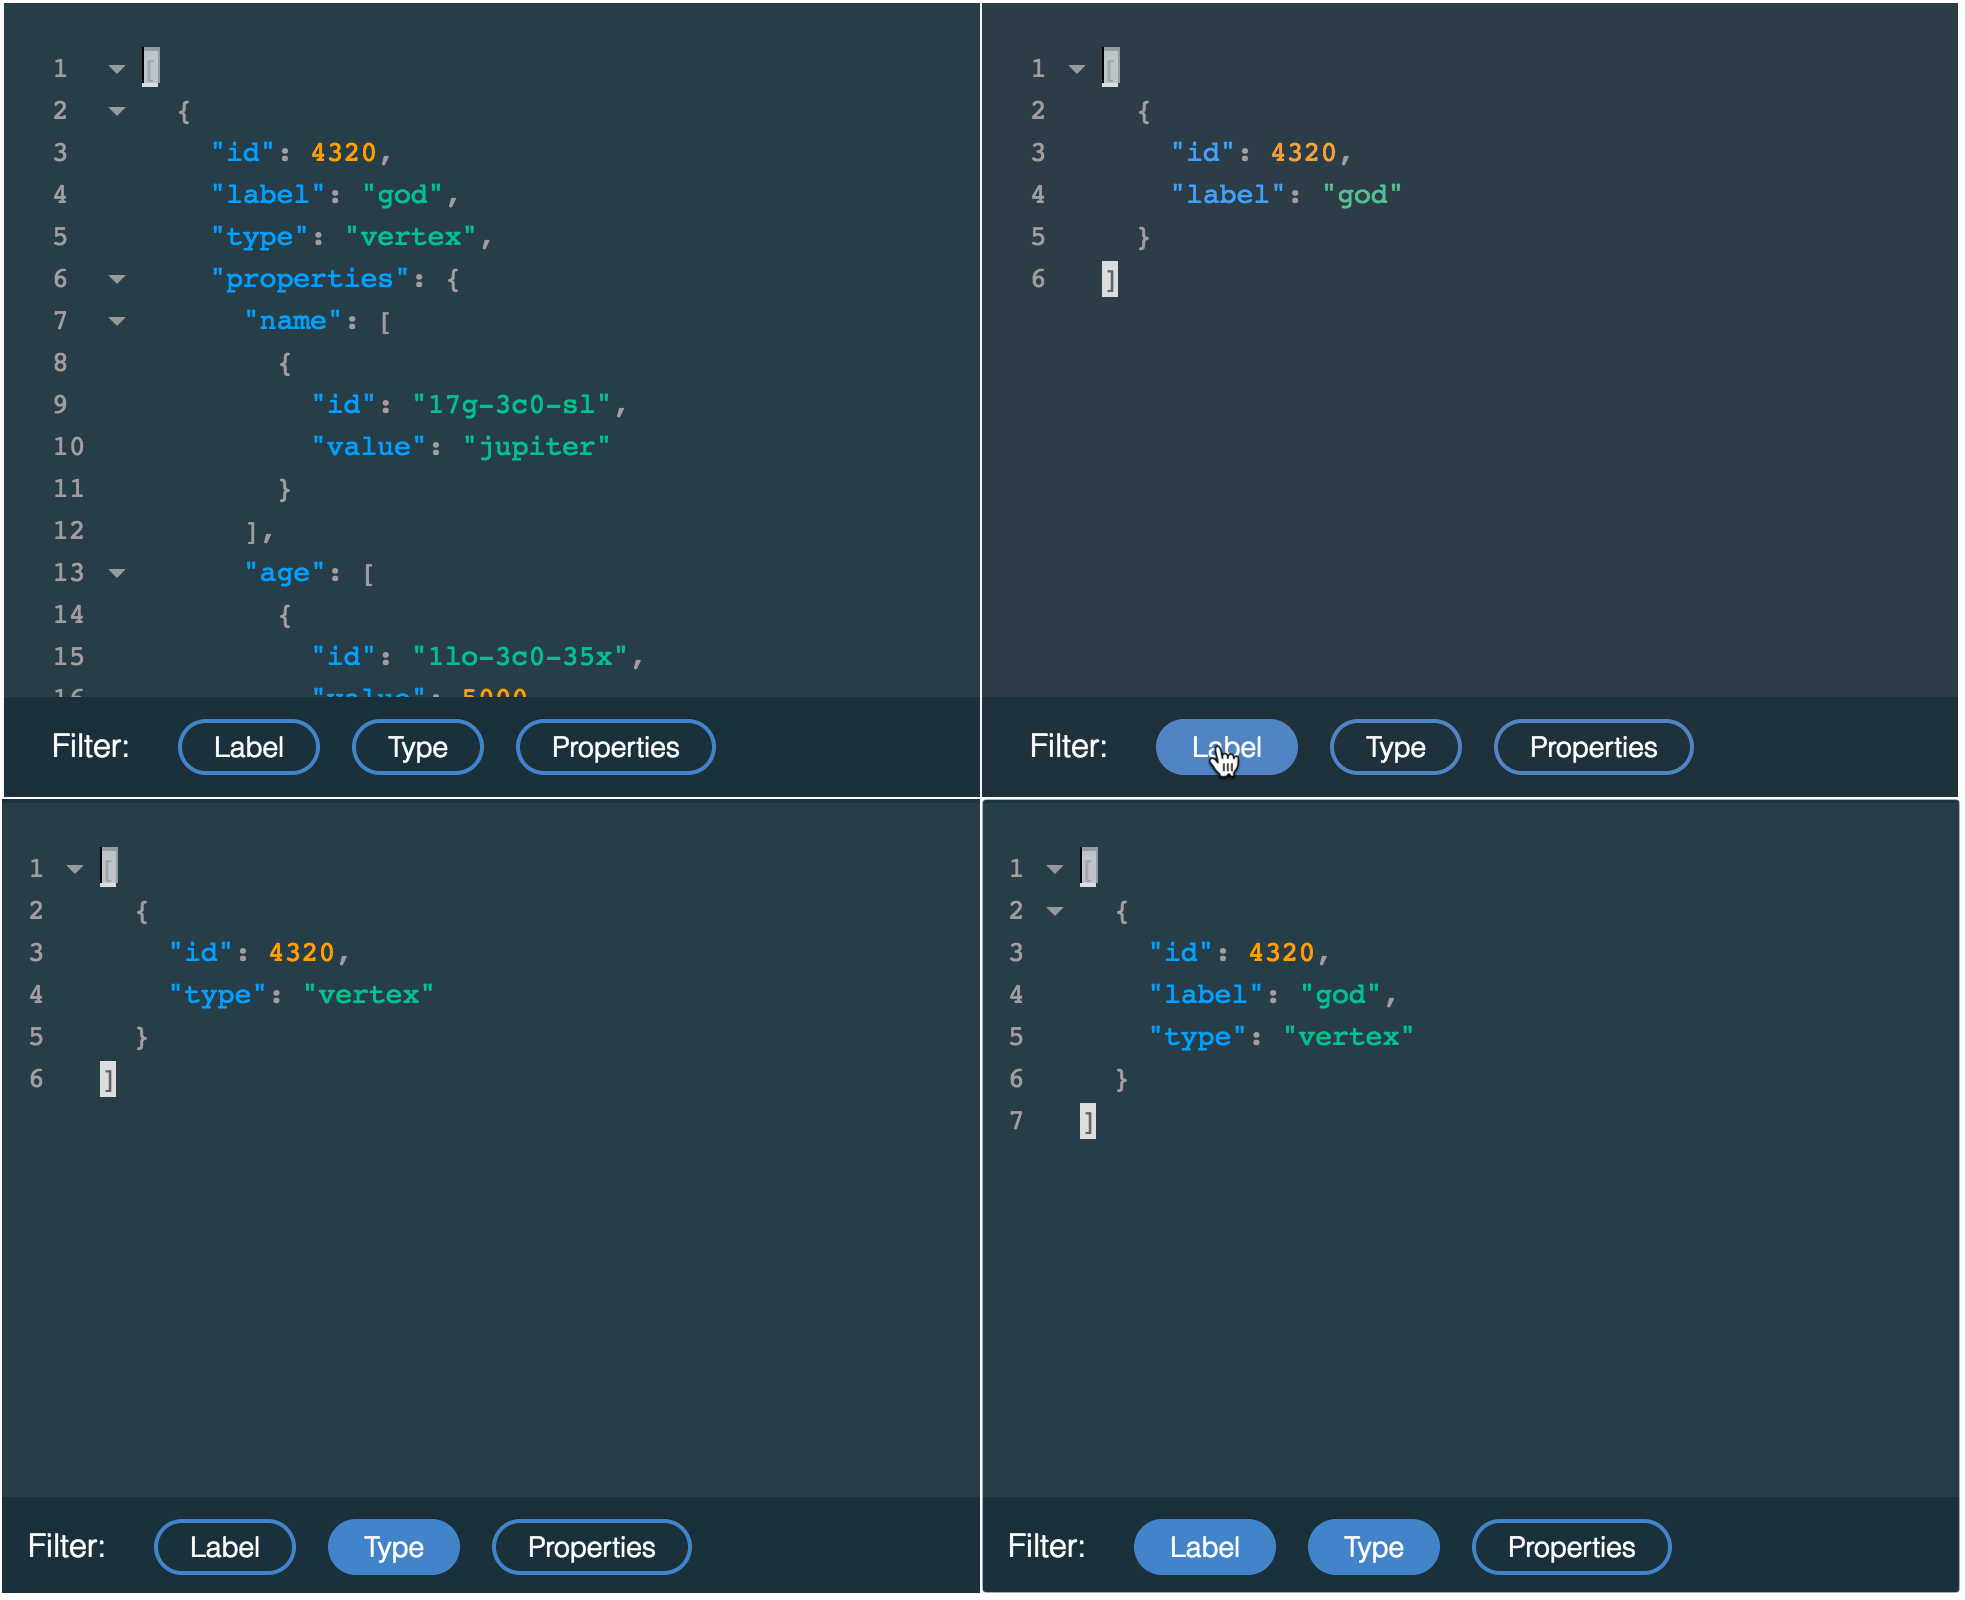 1 [
2 {
3 "id": 4320,
4 "label": "god",
5 "type": "vertex",
6 "properties": {
7 "name": [
8 {
9 "id": "17g-3c0-sl",
10 "value": "jupiter"
11 }
12 ],
13 "age": [
14 {
15 "id": "1lo-3c0-35x",
16 "value": 5000
Filter: Label Type Properties
1 [
2 {
3 "id": 4320,
4 "label": "god"
5 }
6 ]
Filter: Label Type Properties
1 [
2 {
3 "id": 4320,
4 "type": "vertex"
5 }
6 ]
Filter: Label Type Properties
1 [
2 {
3 "id": 4320,
4 "label": "god",
5 "type": "vertex"
6 }
7 ]
Filter: Label Type Properties